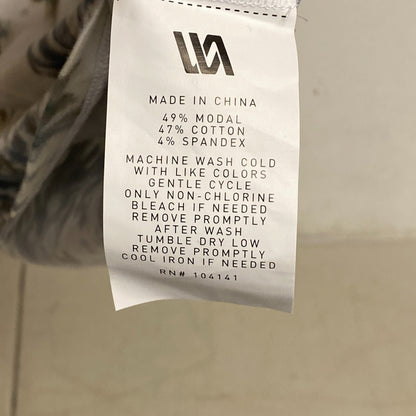 MADE IN CHINA
49% MODAL
47% COTTON
4% SPANDEX
MACHINE WASH COLD
WITH LIKE COLORS
GENTLE CYCLE
ONLY NON-CHLORINE
BLEACH IF NEEDED
REMOVE PROMPTLY
AFTER WASH
TUMBLE DRY LOW
REMOVE PROMPTLY
COOL IRON IF NEEDED
RN# 104141